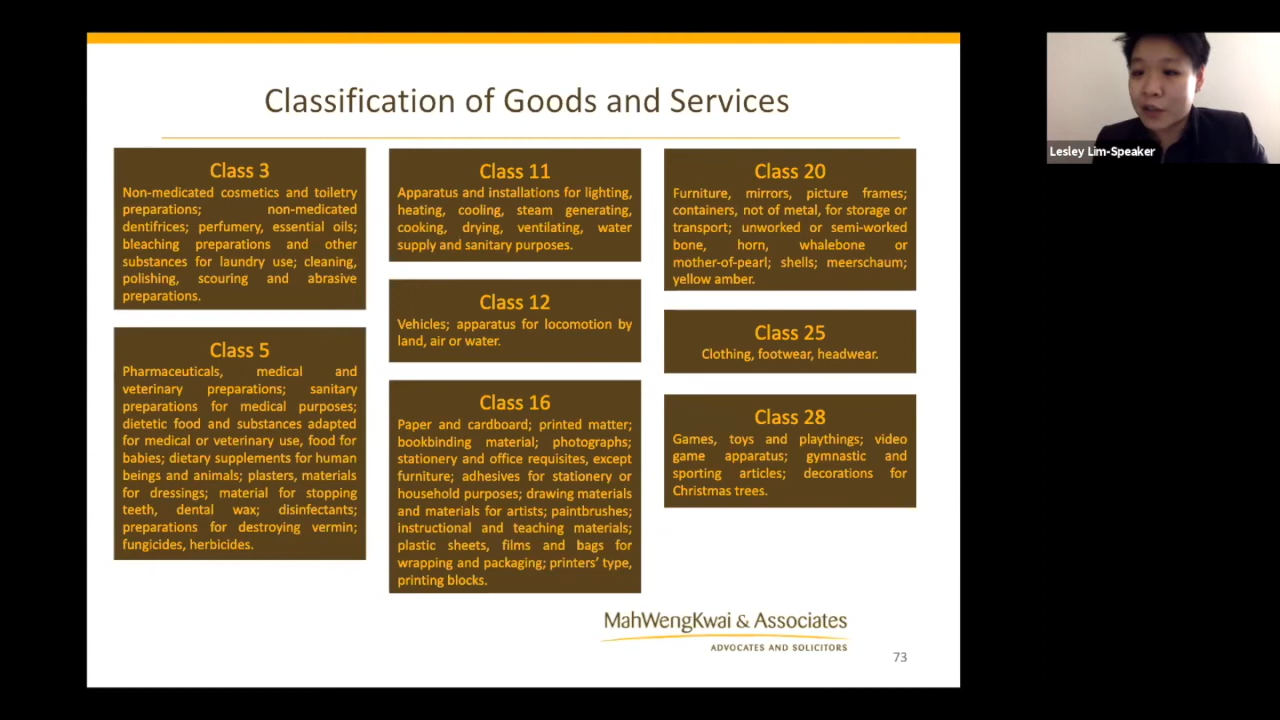 Classification of Goods and Services
Class 3
Non-medicated cosmetics and toiletry
preparations; non-medicated
dentifrices; perfumery, essential oils;
bleaching preparations and other
substances for laundry use; cleaning,
polishing, scouring and abrasive
preparations.
Class 5
Pharmaceuticals, medical and
veterinary preparations; sanitary
preparations for medical purposes;
dietetic food and substances adapted
for medical or veterinary use, food for
babies; dietary supplements for human
beings and animals; plasters, materials
for dressings; material for stopping
teeth, dental wax; disinfectants;
preparations for destroying vermin;
fungicides, herbicides.
Class 11
Apparatus and installations for lighting,
heating, cooling, steam generating,
cooking, drying, ventilating, water
supply and sanitary purposes.
Class 12
Vehicles; apparatus for locomotion by
land, air or water.
Class 16
Paper and cardboard; printed matter;
bookbinding material; photographs;
stationery and office requisites, except
furniture; adhesives for stationery or
household purposes; drawing materials
and materials for artists; paintbrushes;
instructional and teaching materials;
plastic sheets, films and bags for
wrapping and packaging; printers' type,
printing blocks.
Class 20
Furniture, mirrors, picture frames;
containers, not of metal, for storage or
transport; unworked or semi-worked
bone, horn, whalebone or
mother-of-pearl; shells; meerschaum;
yellow amber.
Class 25
Clothing, footwear, headwear.
Class 28
Games, toys and playthings; video
game apparatus; gymnastic and
sporting articles; decorations for
Christmas trees.
MahWengKwai & Associates
ADVOCATES AND SOLICITORS
73
Lesley Lim-Speaker